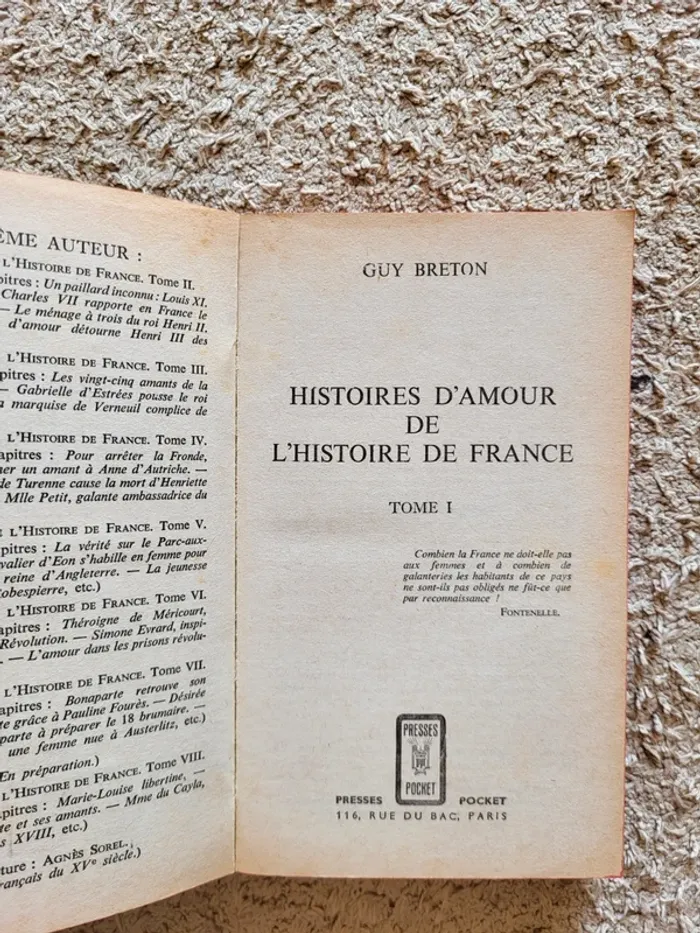 ÊME AUTEUR :
L'HISTOIRE DE FRANCE. Tome II.
apitres : Un paillard inconnu : Louis XI.
Charles VII rapporte en France le
— Le ménage à trois du roi Henri II.
d'amour détourne Henri III des
L'HISTOIRE DE FRANCE. Tome III.
pitres : Les vingt-cinq amants de la
— Gabrielle d'Estrées pousse le roi
a marquise de Verneuil complice de
L'HISTOIRE DE FRANCE. Tome IV.
hapitres : Pour arrêter la Fronde,
ner un amant à Anne d'Autriche. —
de Turenne cause la mort d'Henriette
Mlle Petit, galante ambassadrice du
E L'HISTOIRE DE FRANCE. Tome V.
apitres : La vérité sur le Parc-aux-
valier d'Eon s'habille en femme pour
reine d'Angleterre. — La jeunesse
obespierre, etc.)
L'HISTOIRE DE FRANCE. Tome VI.
apitres : Théroigne de Méricourt,
Révolution. — Simone Evrard, inspi-
. — L'amour dans les prisons révolu-
L'HISTOIRE DE FRANCE. Tome VII.
apitres : Bonaparte retrouve son
te grâce à Pauline Fourès. — Désirée
parte à préparer le 18 brumaire. —
une femme nue à Austerlitz, etc.)
En préparation.)
L'HISTOIRE DE FRANCE. Tome VIII.
apitres : Marie-Louise libertine, —
te et ses amants. — Mme du Cayla,
s XVIII, etc.)
ture : AGNÈS SOREL.
rançais du XVe siècle.)
GUY BRETON
HISTOIRES D'AMOUR
DE
L'HISTOIRE DE FRANCE
TOME I
Combien la France ne doit-elle pas
aux femmes et à combien de
galanteries les habitants de ce pays
ne sont-ils pas obligés ne fût-ce que
par reconnaissance !
FONTENELLE.
PRESSES
POCKET
PRESSES POCKET
116, RUE DU BAC, PARIS